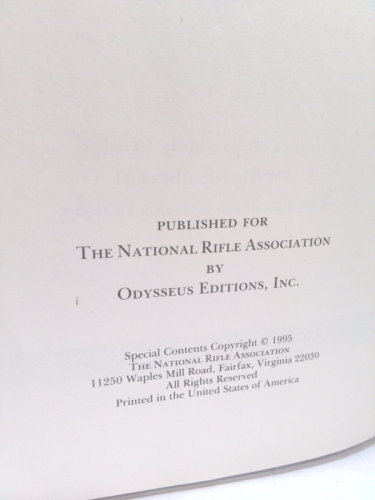 PUBLISHED FOR
THE NATIONAL RIFLE ASSOCIATION
BY
ODYSSEUS EDITIONS, INC.
Special Contents Copyright © 1995
THE NATIONAL RIFLE ASSOCIATION
11250 Waples Mill Road, Fairfax, Virginia 22030
All Rights Reserved
Printed in the United States of America